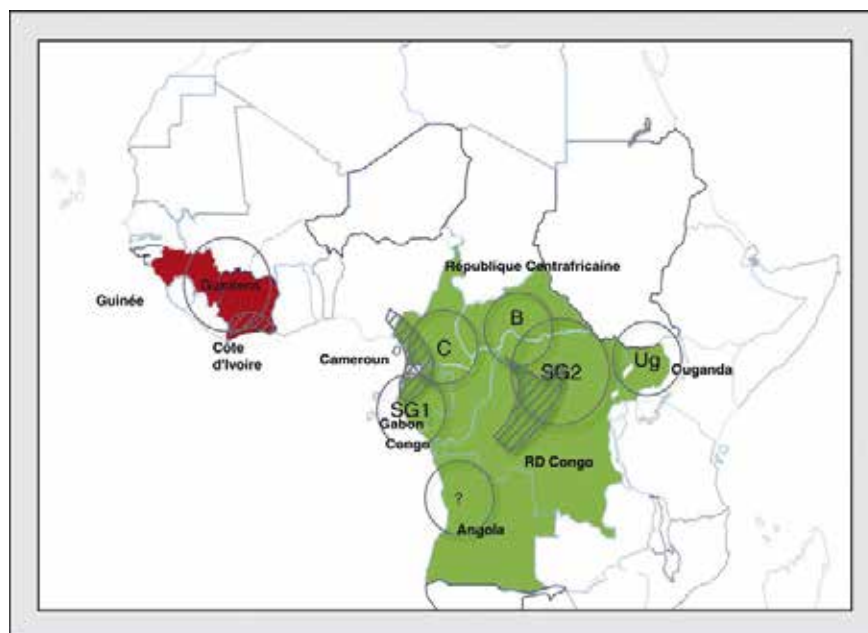 République Centrafricaine
Guinéens
Guinée
Côte
d'Ivoire
Cameroun
C
B
SG2
Ug
Ouganda
SG1
Gabon
Congo
RD Congo
?
Angola